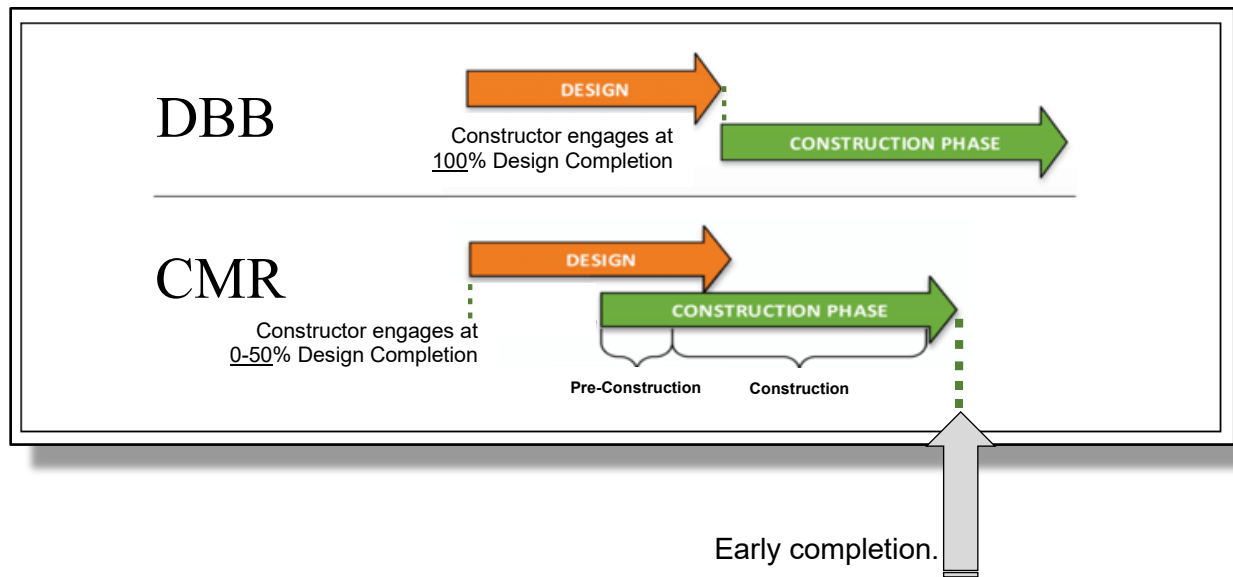 DBB
DESIGN
Constructor engages at
100% Design Completion
CONSTRUCTION PHASE
CMR
DESIGN
CONSTRUCTION PHASE
Constructor engages at
0-50% Design Completion
Pre-Construction
Construction
Early completion.